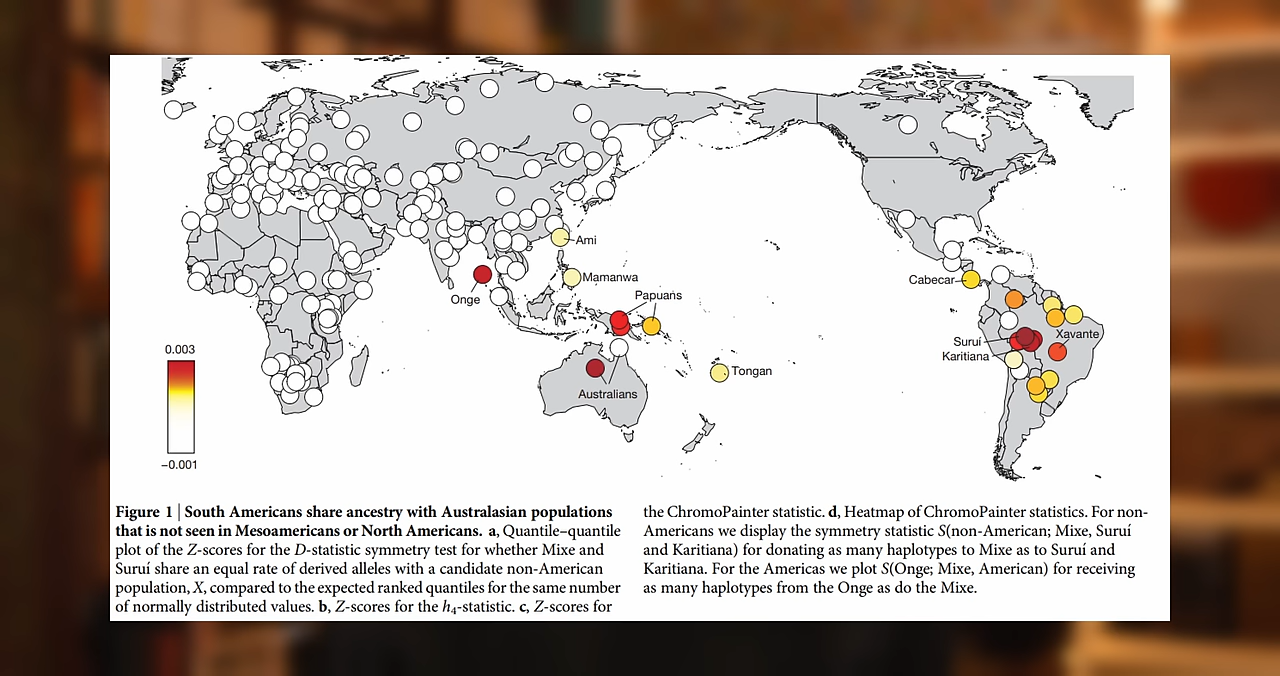 Ami
Mamanwa
Onge
Papuans
Cabecar
Suruí
Karitiana
Xavante
Tongan
Australians
0.003
−0.001
Figure 1 | South Americans share ancestry with Australasian populations
that is not seen in Mesoamericans or North Americans. a, Quantile–quantile
plot of the Z-scores for the D-statistic symmetry test for whether Mixe and
Suruí share an equal rate of derived alleles with a candidate non-American
population, X, compared to the expected ranked quantiles for the same number
of normally distributed values. b, Z-scores for the h4-statistic. c, Z-scores for
the ChromoPainter statistic. d, Heatmap of ChromoPainter statistics. For non-
Americans we display the symmetry statistic S(non-American; Mixe, Suruí
and Karitiana) for donating as many haplotypes to Mixe as to Suruí and
Karitiana. For the Americas we plot S(Onge; Mixe, American) for receiving
as many haplotypes from the Onge as do the Mixe.